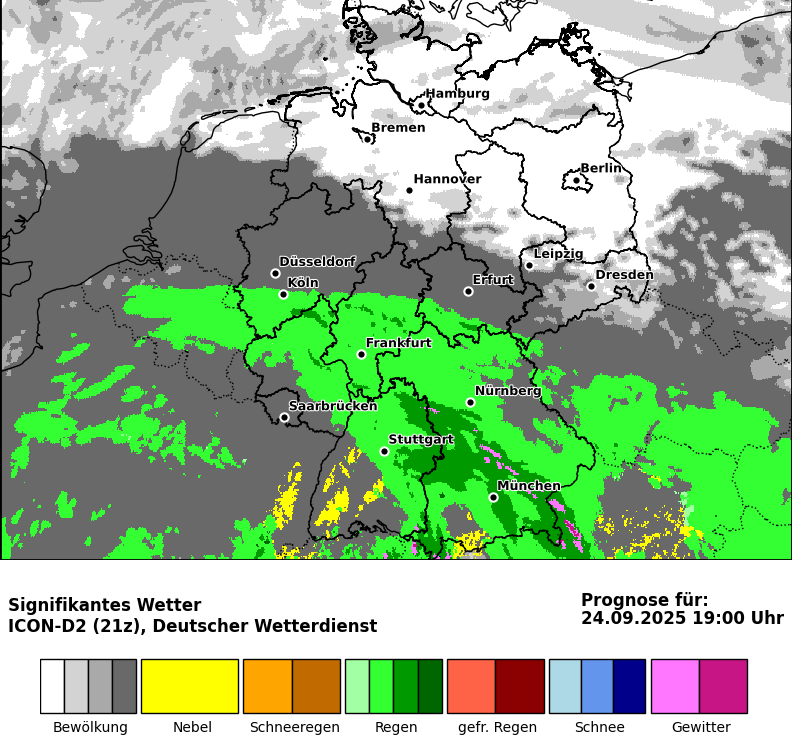 Hamburg
Bremen
Berlin
Hannover
Leipzig
Düsseldorf
Dresden
Köln
Erfurt
Frankfurt
Nürnberg
Saarbrücken
Stuttgart
München
Signifikantes Wetter
ICON-D2 (21z), Deutscher Wetterdienst
Prognose für:
24.09.2025 19:00 Uhr
Bewölkung
Nebel
Schneeregen
Regen
gefr. Regen
Schnee
Gewitter